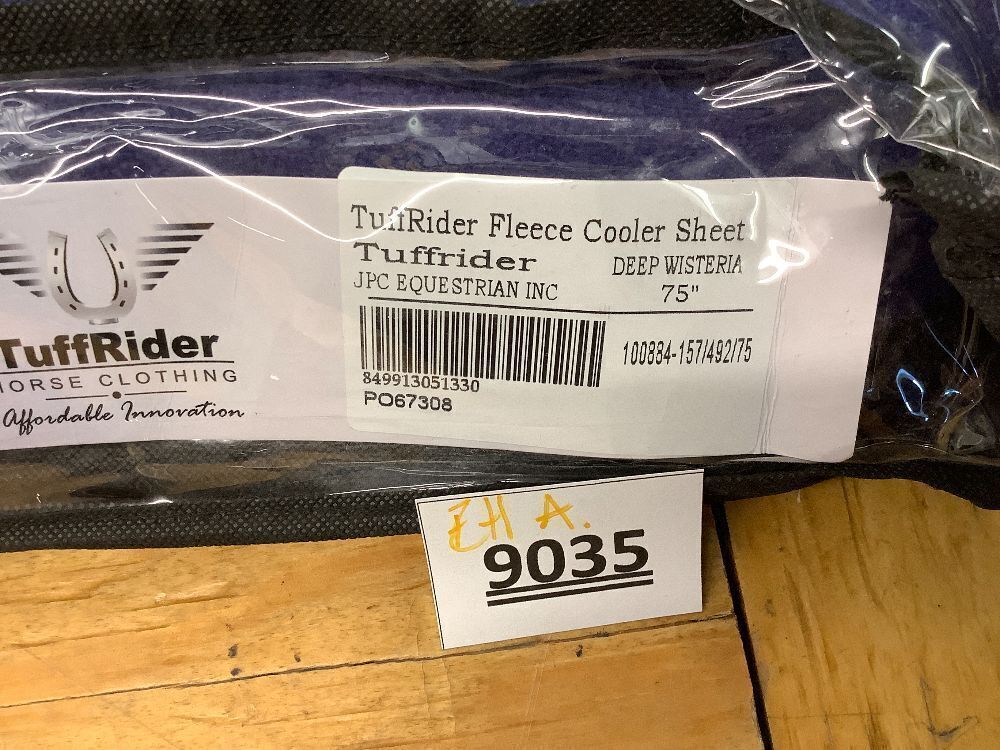 TuffRider
HORSE CLOTHING
Affordable Innovation
TuffRider Fleece Cooler Sheet
Tuffrider
DEEP WISTERIA
JPC EQUESTRIAN INC
75"
100884-157/492/75
849913051330
PO67308
EH A.
9035